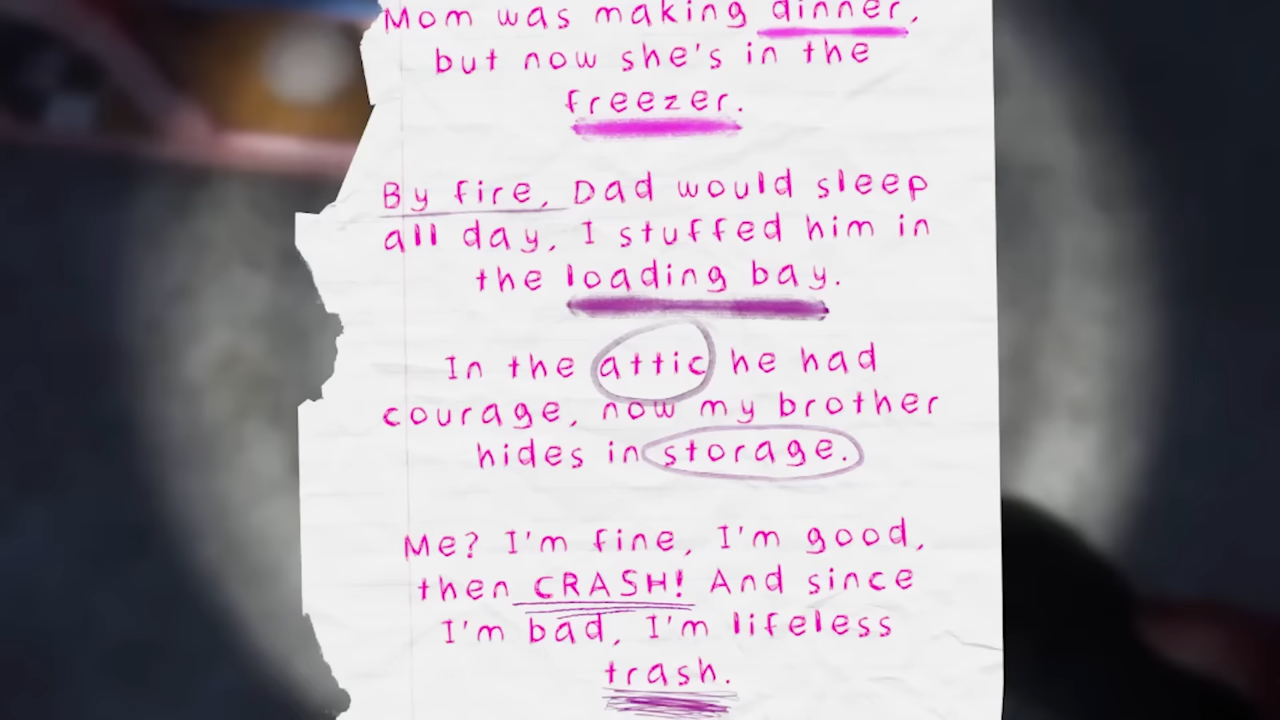 Mom was making dinner,
but now she's in the
freezer.
By fire, Dad would sleep
all day, I stuffed him in
the loading bay.
In the attic he had
courage, now my brother
hides in storage.
Me? I'm fine, I'm good,
then CRASH! And since
I'm bad, I'm lifeless
trash.